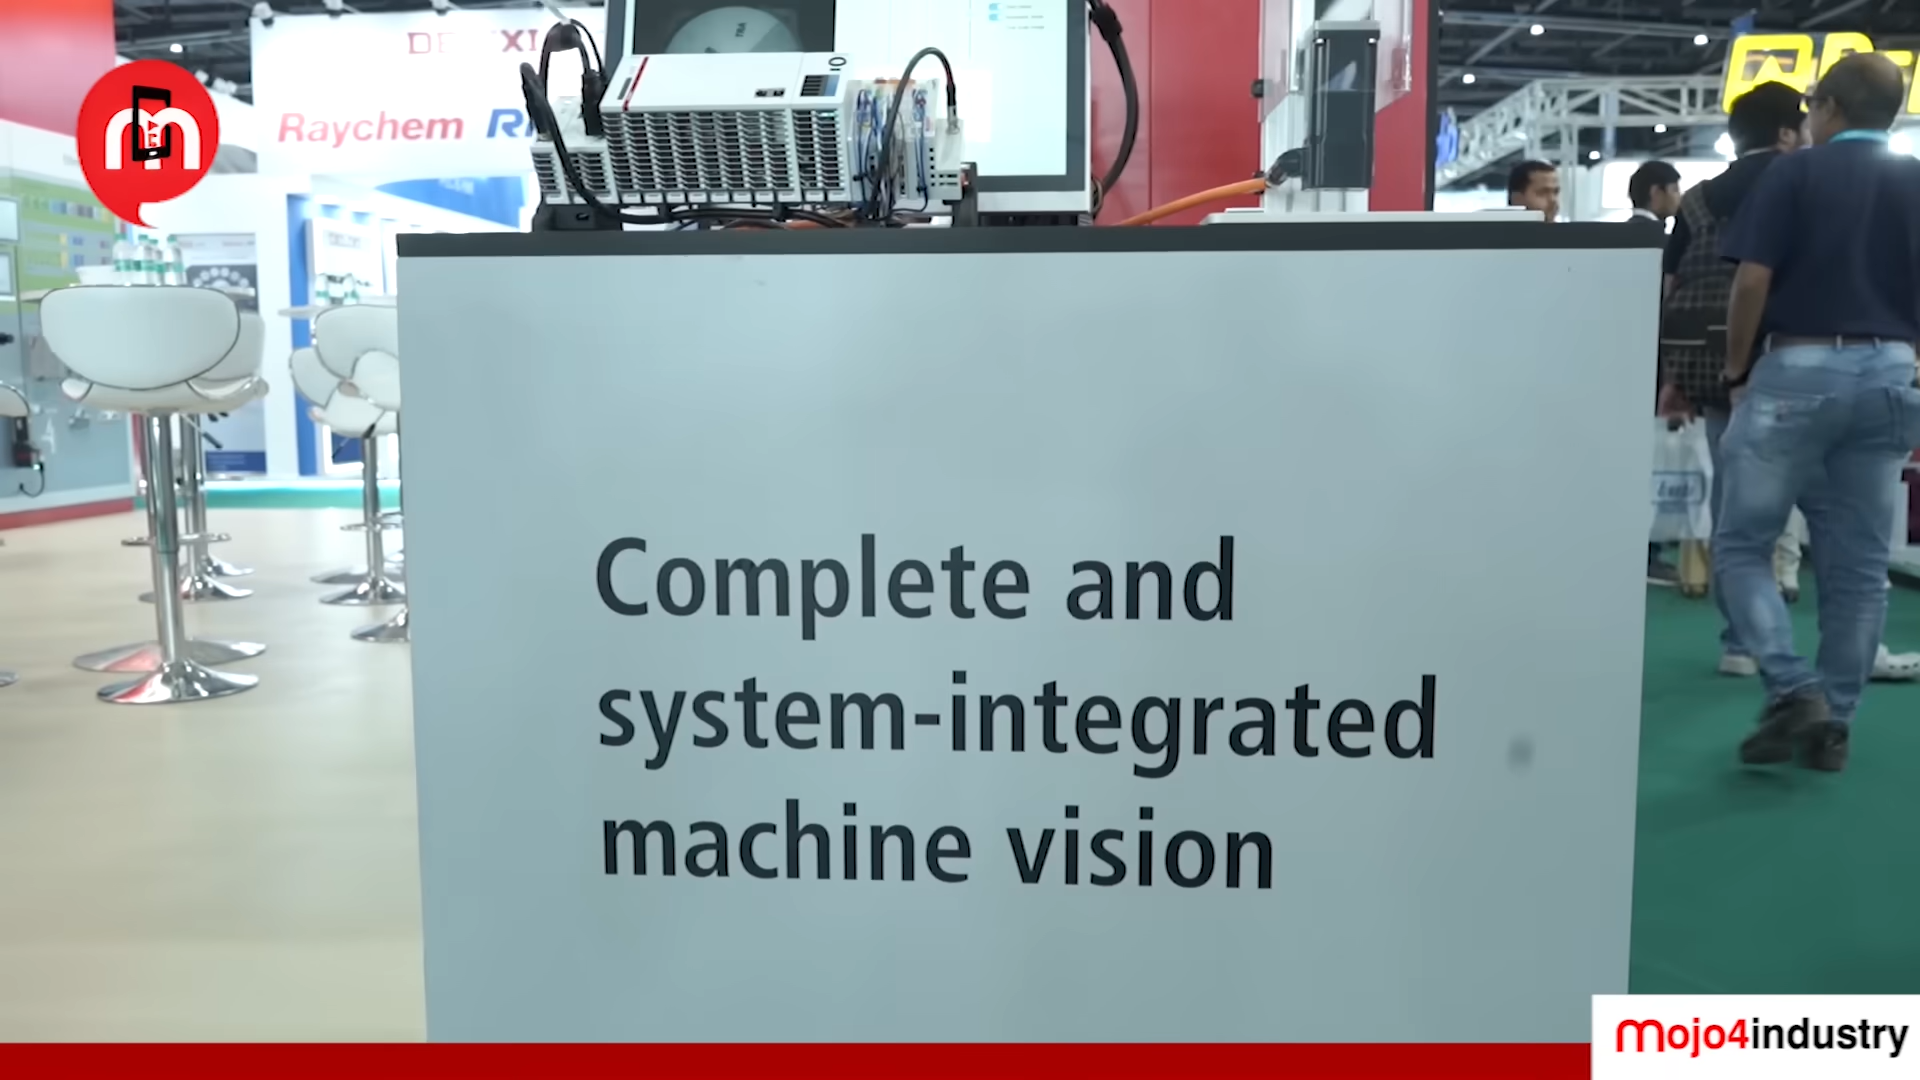 Raychem
Complete and
system-integrated
machine vision
mojo4industry